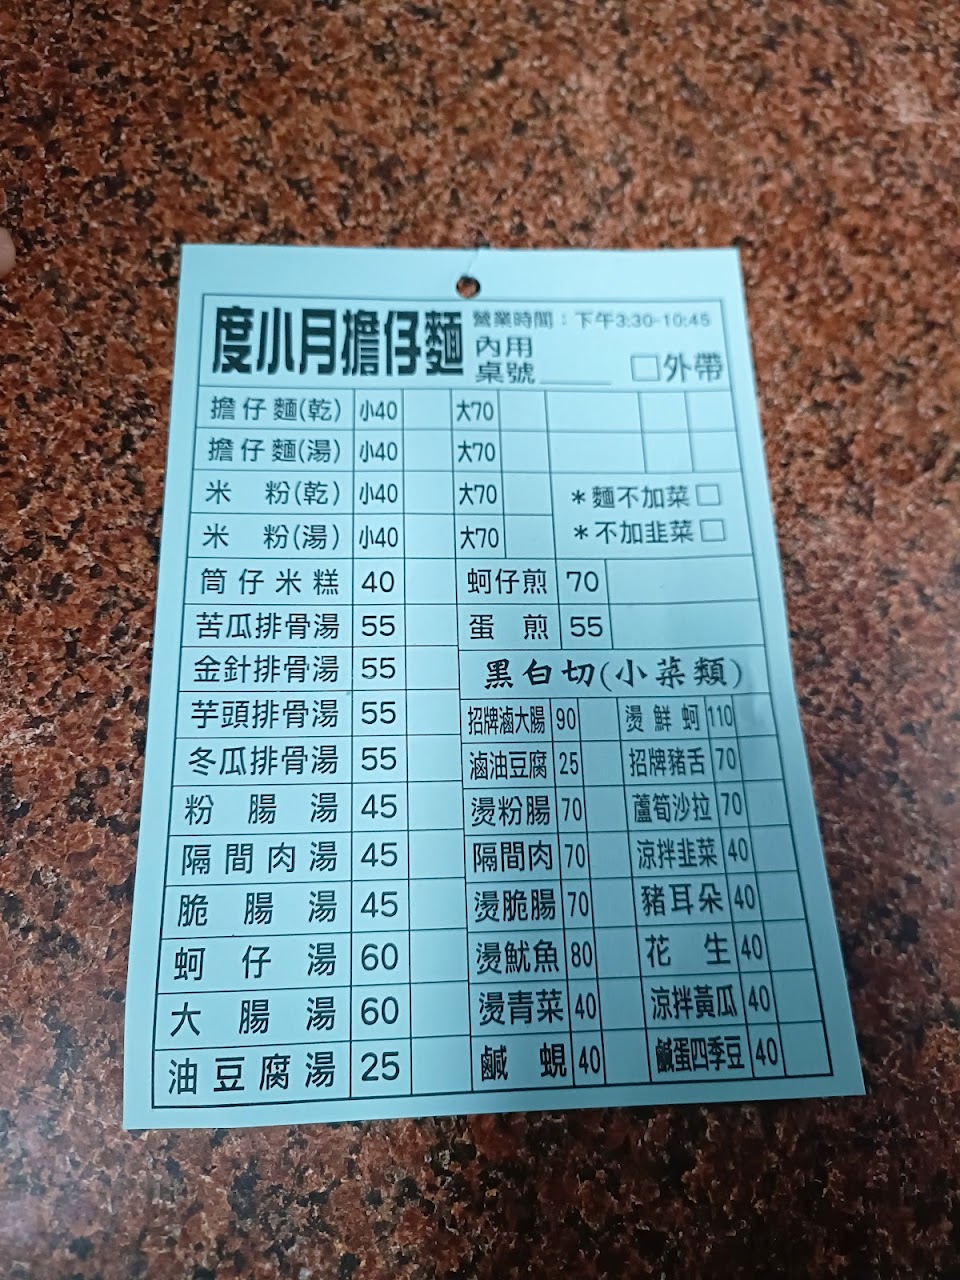 度小月擔仔麵
營業時間：下午3:30-10:45
內用
桌號＿＿＿ □外帶
擔仔麵(乾) 小40 大70
擔仔麵(湯) 小40 大70
米粉(乾) 小40 大70 ＊麵不加菜□
米粉(湯) 小40 大70 ＊不加韭菜□
筒仔米糕 40 蚵仔煎 70
苦瓜排骨湯 55 蛋煎 55
金針排骨湯 55 黑白切(小菜類)
芋頭排骨湯 55 招牌滷大腸 90 燙鮮蚵 110
冬瓜排骨湯 55 滷油豆腐 25 招牌豬舌 70
粉腸湯 45 燙粉腸 70 蘆筍沙拉 70
隔間肉湯 45 隔間肉 70 涼拌韭菜 40
脆腸湯 45 燙脆腸 70 豬耳朵 40
蚵仔湯 60 燙魷魚 80 花生 40
大腸湯 60 燙青菜 40 涼拌黃瓜 40
油豆腐湯 25 鹹蜆 40 鹹蛋四季豆 40